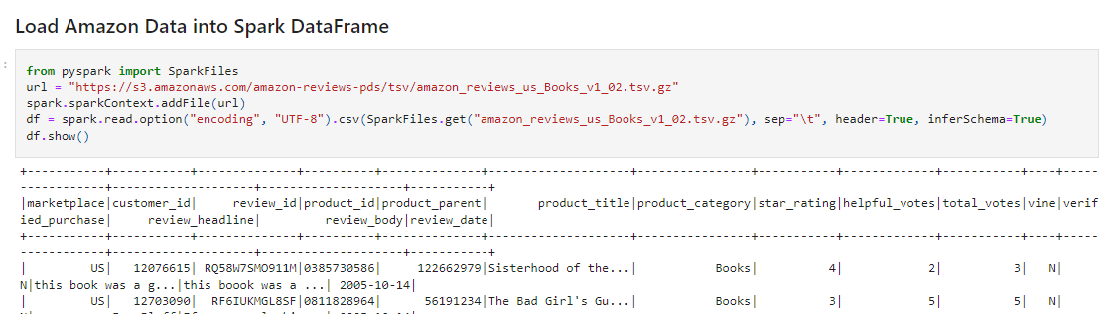 Load Amazon Data into Spark DataFrame
:
from pyspark import SparkFiles
url = "https://s3.amazonaws.com/amazon-reviews-pds/tsv/amazon_reviews_us_Books_v1_02.tsv.gz"
spark.sparkContext.addFile(url)
df = spark.read.option("encoding", "UTF-8").csv(SparkFiles.get("amazon_reviews_us_Books_v1_02.tsv.gz"), sep="\t", header=True, inferSchema=True)
df.show()
+-----------+-----------+--------------+----------+--------------+--------------------+----------------+-----------+-------------+-----------+----+-----
------------+--------------------+--------------------+-----------+
|marketplace|customer_id|     review_id|product_id|product_parent|       product_title|product_category|star_rating|helpful_votes|total_votes|vine|verif
ied_purchase|     review_headline|         review_body|review_date|
+-----------+-----------+--------------+----------+--------------+--------------------+----------------+-----------+-------------+-----------+----+-----
------------+--------------------+--------------------+-----------+
|         US|   12076615| RQ58W7SMO911M|0385730586|     122662979|Sisterhood of the...|           Books|          4|            2|          3|   N|
N|this book was a g...|this boook was a ...| 2005-10-14|
|         US|   12703090| RF6IUKMGL8SF|0811828964|      56191234|The Bad Girl's Gu...|           Books|          3|            5|          5|   N|